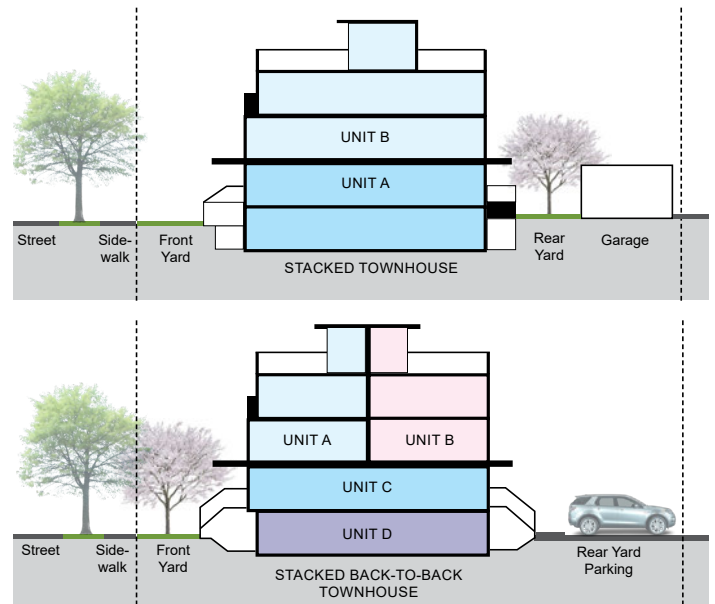 UNIT B
UNIT A
Street
Side-
walk
Front
Yard
STACKED TOWNHOUSE
Rear
Yard
Garage
UNIT A
UNIT B
UNIT C
UNIT D
Street
Side-
walk
Front
Yard
STACKED BACK-TO-BACK
TOWNHOUSE
Rear Yard
Parking